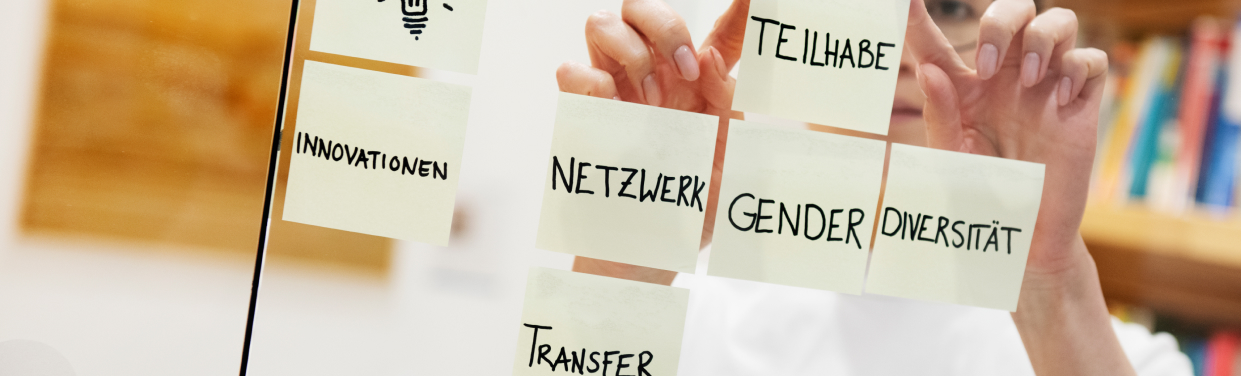 TEILHABE
INNOVATIONEN
NETZWERK
GENDER
DIVERSITÄT
TRANSFER